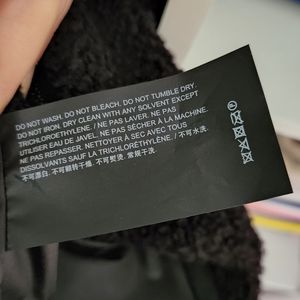 DO NOT WASH. DO NOT BLEACH. DO NOT TUMBLE DRY.
DO NOT IRON. DRY CLEAN WITH ANY SOLVENT EXCEPT
TRICHLOROETHYLENE. / NE PAS LAVER. NE PAS
UTILISER EAU DE JAVEL. NE PAS SÉCHER À LA MACHINE.
NE PAS REPASSER. NETTOYER À SEC AVEC TOUS
DISSOLVANTS SAUF LA TRICHLORÉTHYLÈNE. / 不可水洗.
不可漂白. 不可翻转干燥. 不可熨烫. 常规干洗.